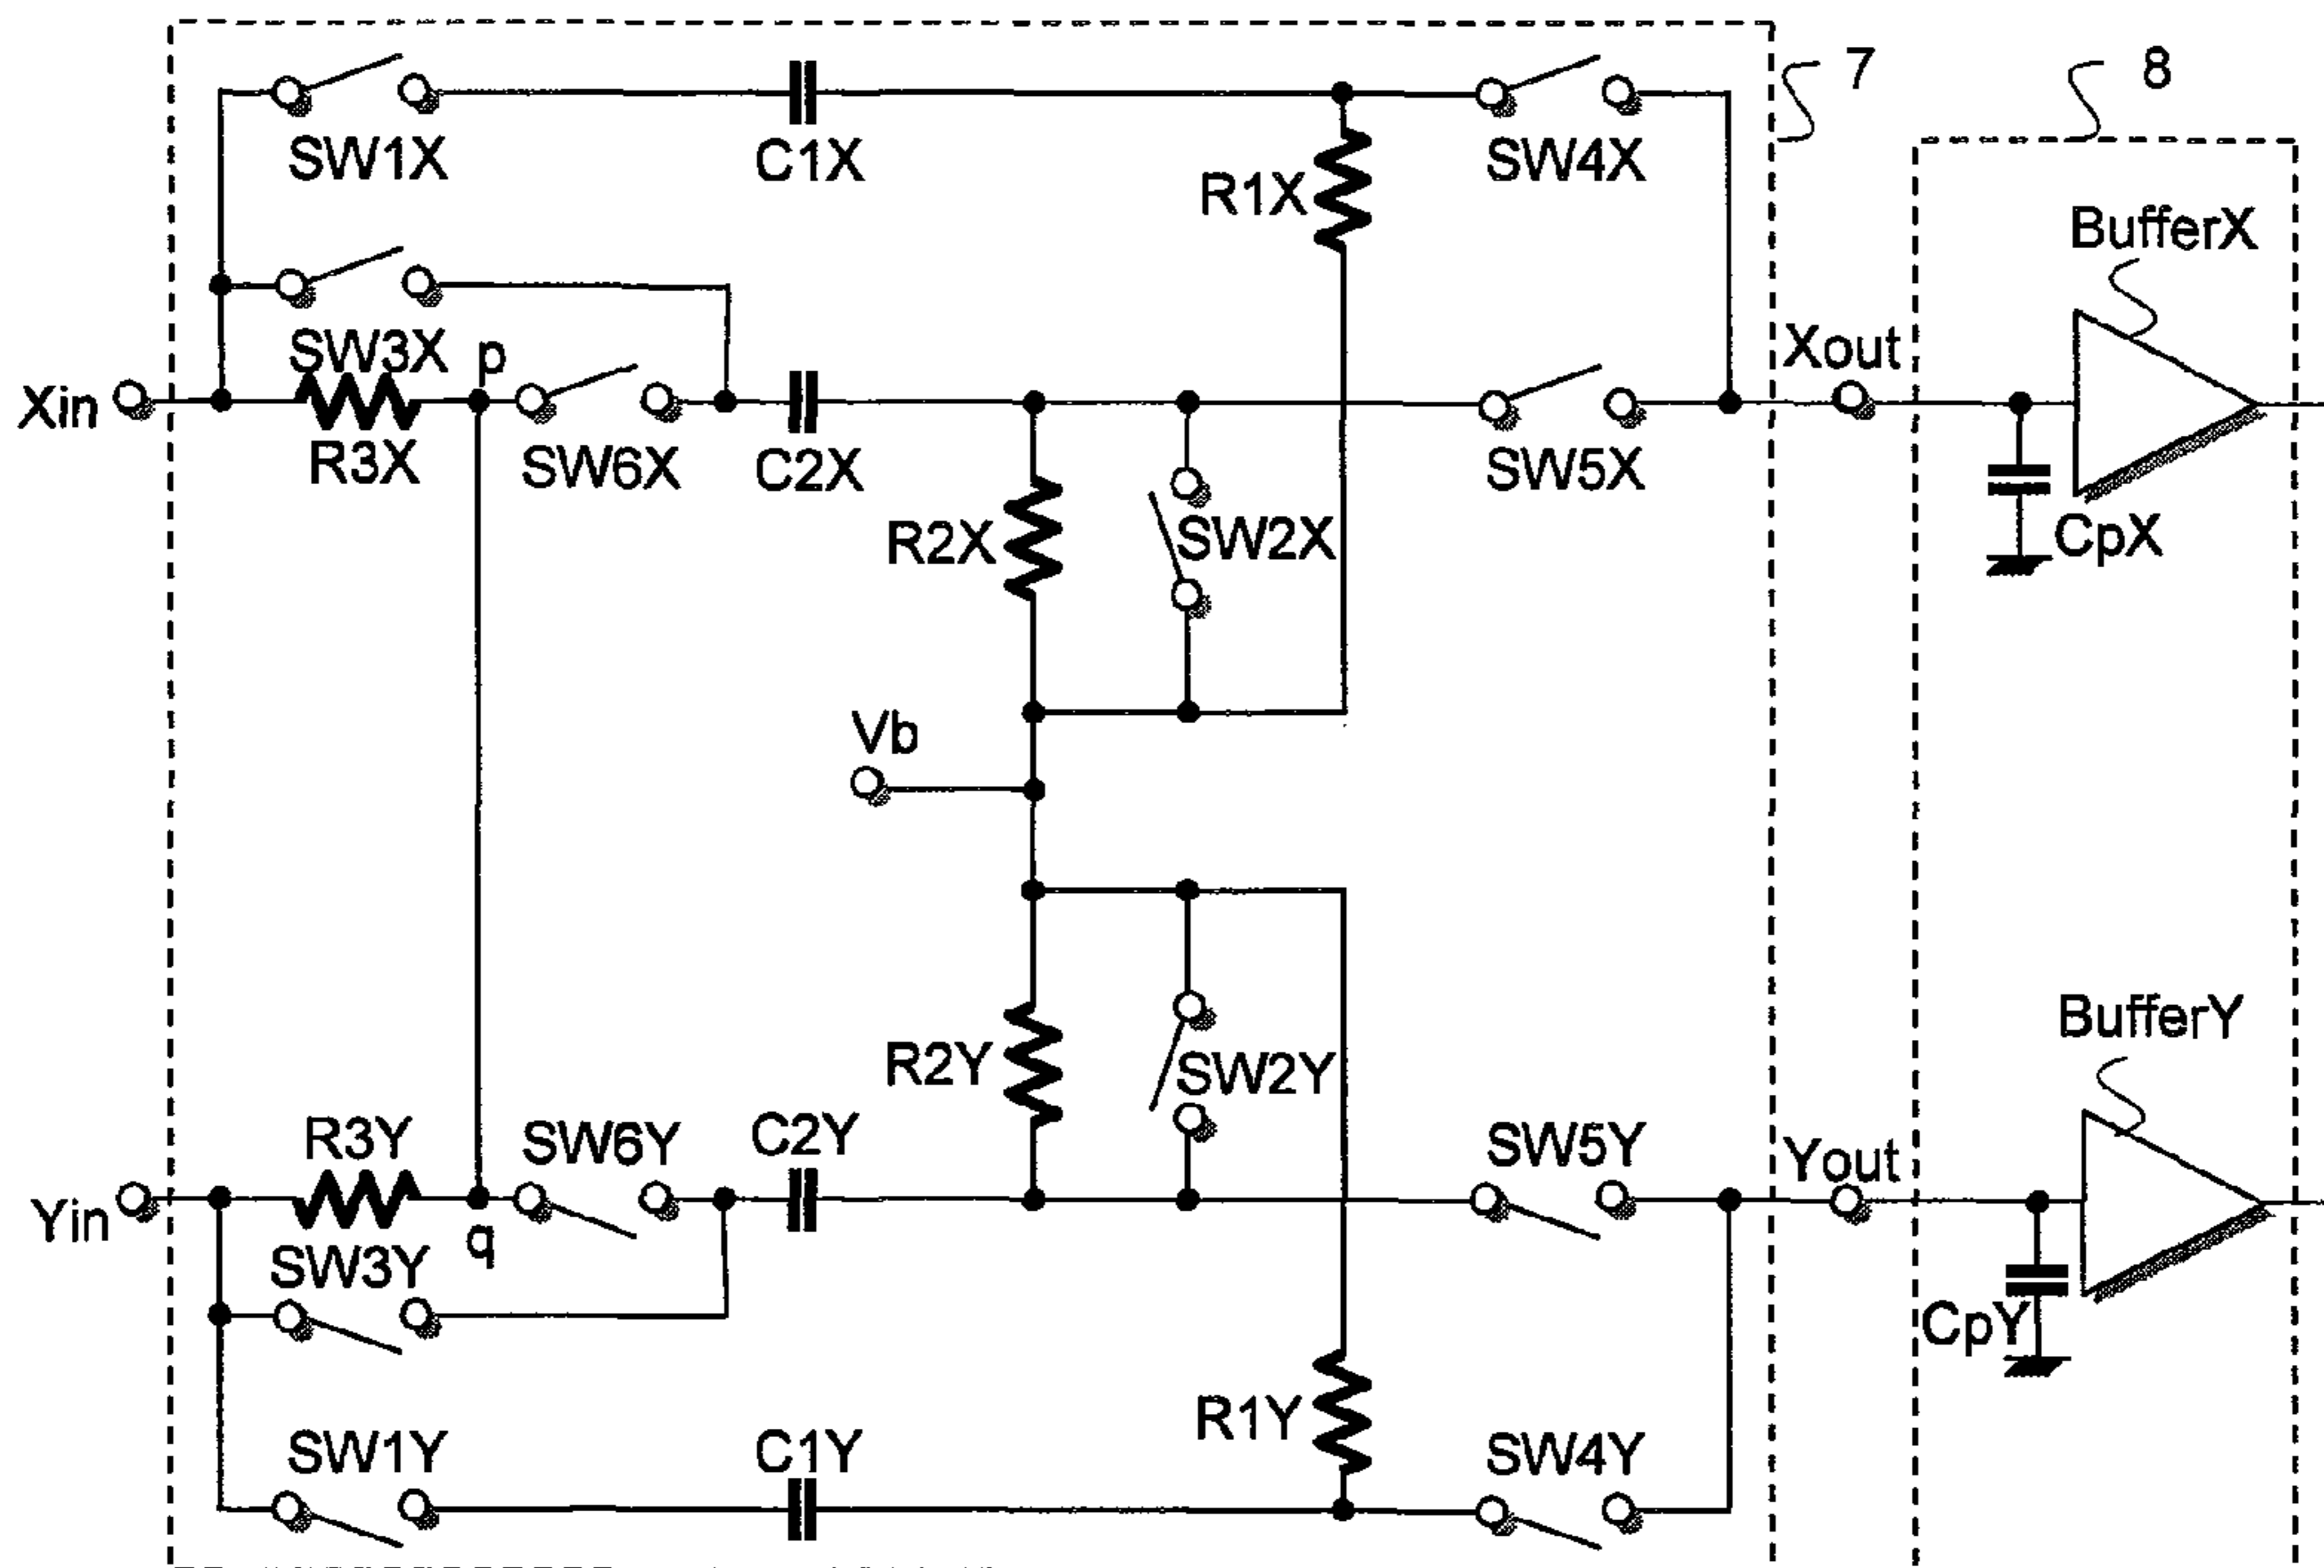 7
8
SW1X
C1X
R1X
SW4X
BufferX
SW3X
p
Xout
Xin
R3X
SW6X
C2X
SW5X
R2X
SW2X
CpX
Vb
BufferY
R2Y
SW2Y
R3Y
SW6Y
C2Y
SW5Y
Yout
Yin
q
SW3Y
CpY
R1Y
SW1Y
C1Y
SW4Y